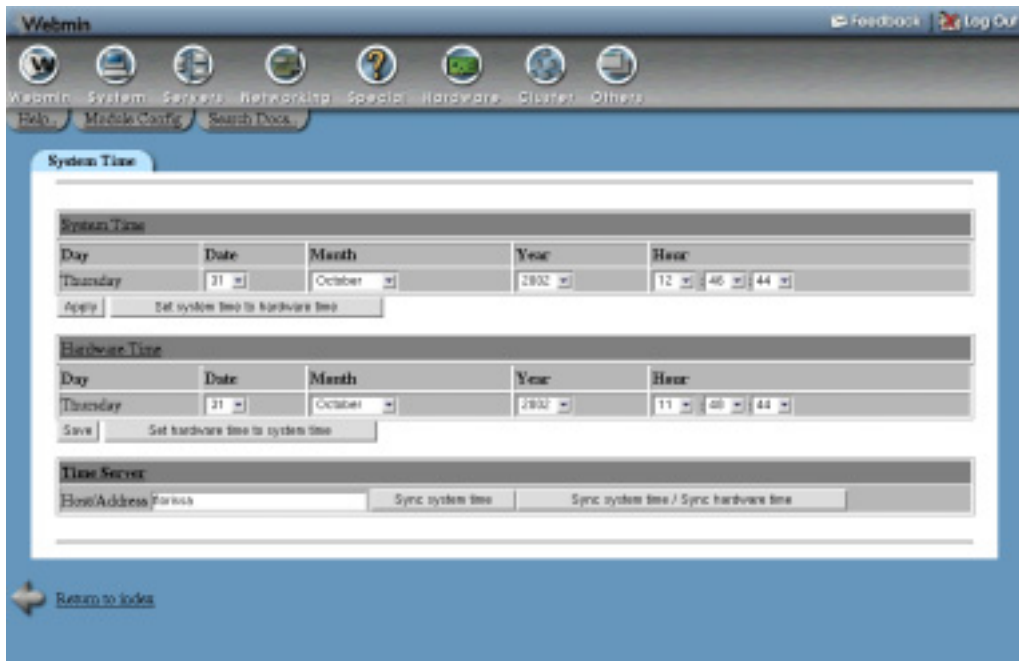 Webmin
Feedback Log Out
Webmin System Servers Networking Special Hardware Cluster Others
Help.. Module Config Search Docs..
System Time
System Time
Day Date Month Year Hour
Thursday 31 October 2002 12 : 46 : 44
Apply Set system time to hardware time
Hardware Time
Day Date Month Year Hour
Thursday 31 October 2002 11 : : 44
Save Set hardware time to system time
Time Server
Host/Address Sync system time Sync system time / Sync hardware time
Return to index